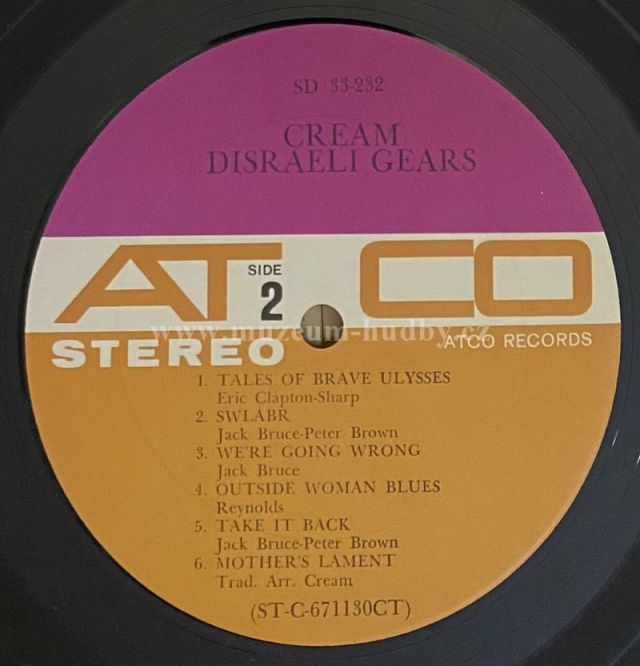 SD 33-232
CREAM
DISRAELI GEARS
ATCO
SIDE
2
STEREO
ATCO RECORDS
www.muzeum-hudby.cz
1. TALES OF BRAVE ULYSSES
Eric Clapton-Sharp
2. SWLABR
Jack Bruce-Peter Brown
3. WE'RE GOING WRONG
Jack Bruce
4. OUTSIDE WOMAN BLUES
Reynolds
5. TAKE IT BACK
Jack Bruce-Peter Brown
6. MOTHER'S LAMENT
Trad. Arr. Cream
(ST-C-671130CT)